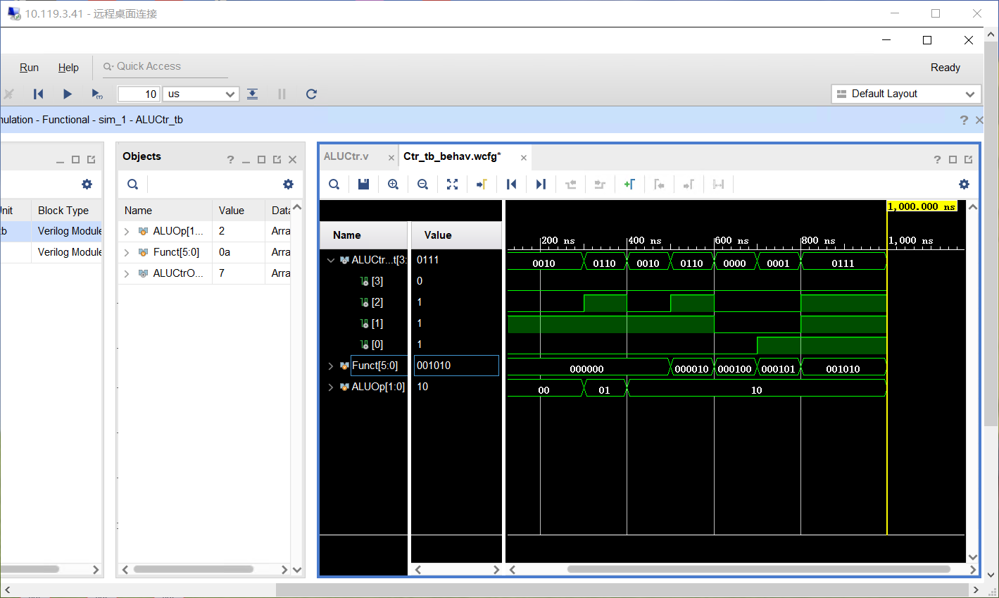 10.119.3.41 - 远程桌面连接
Run Help Quick Access Ready
10 us Default Layout
nulation - Functional - sim_1 - ALUCtr_tb
Objects
ALUCtr.v Ctr_tb_behav.wcfg*
Jnit Block Type
tb Verilog Module
Verilog Module
Name Value Data
ALUOp[1... 2 Arra
Funct[5:0] 0a Arra
ALUCtrO... 7 Arra
Name Value
1,000.000 ns
200 ns 400 ns 600 ns 800 ns 1,000 ns
ALUCtr...t[3: 0111 0010 0110 0010 0110 0000 0001 0111
[3] 0
[2] 1
[1] 1
[0] 1
Funct[5:0] 001010 000000 000010 000100 000101 001010
ALUOp[1:0] 10 00 01 10